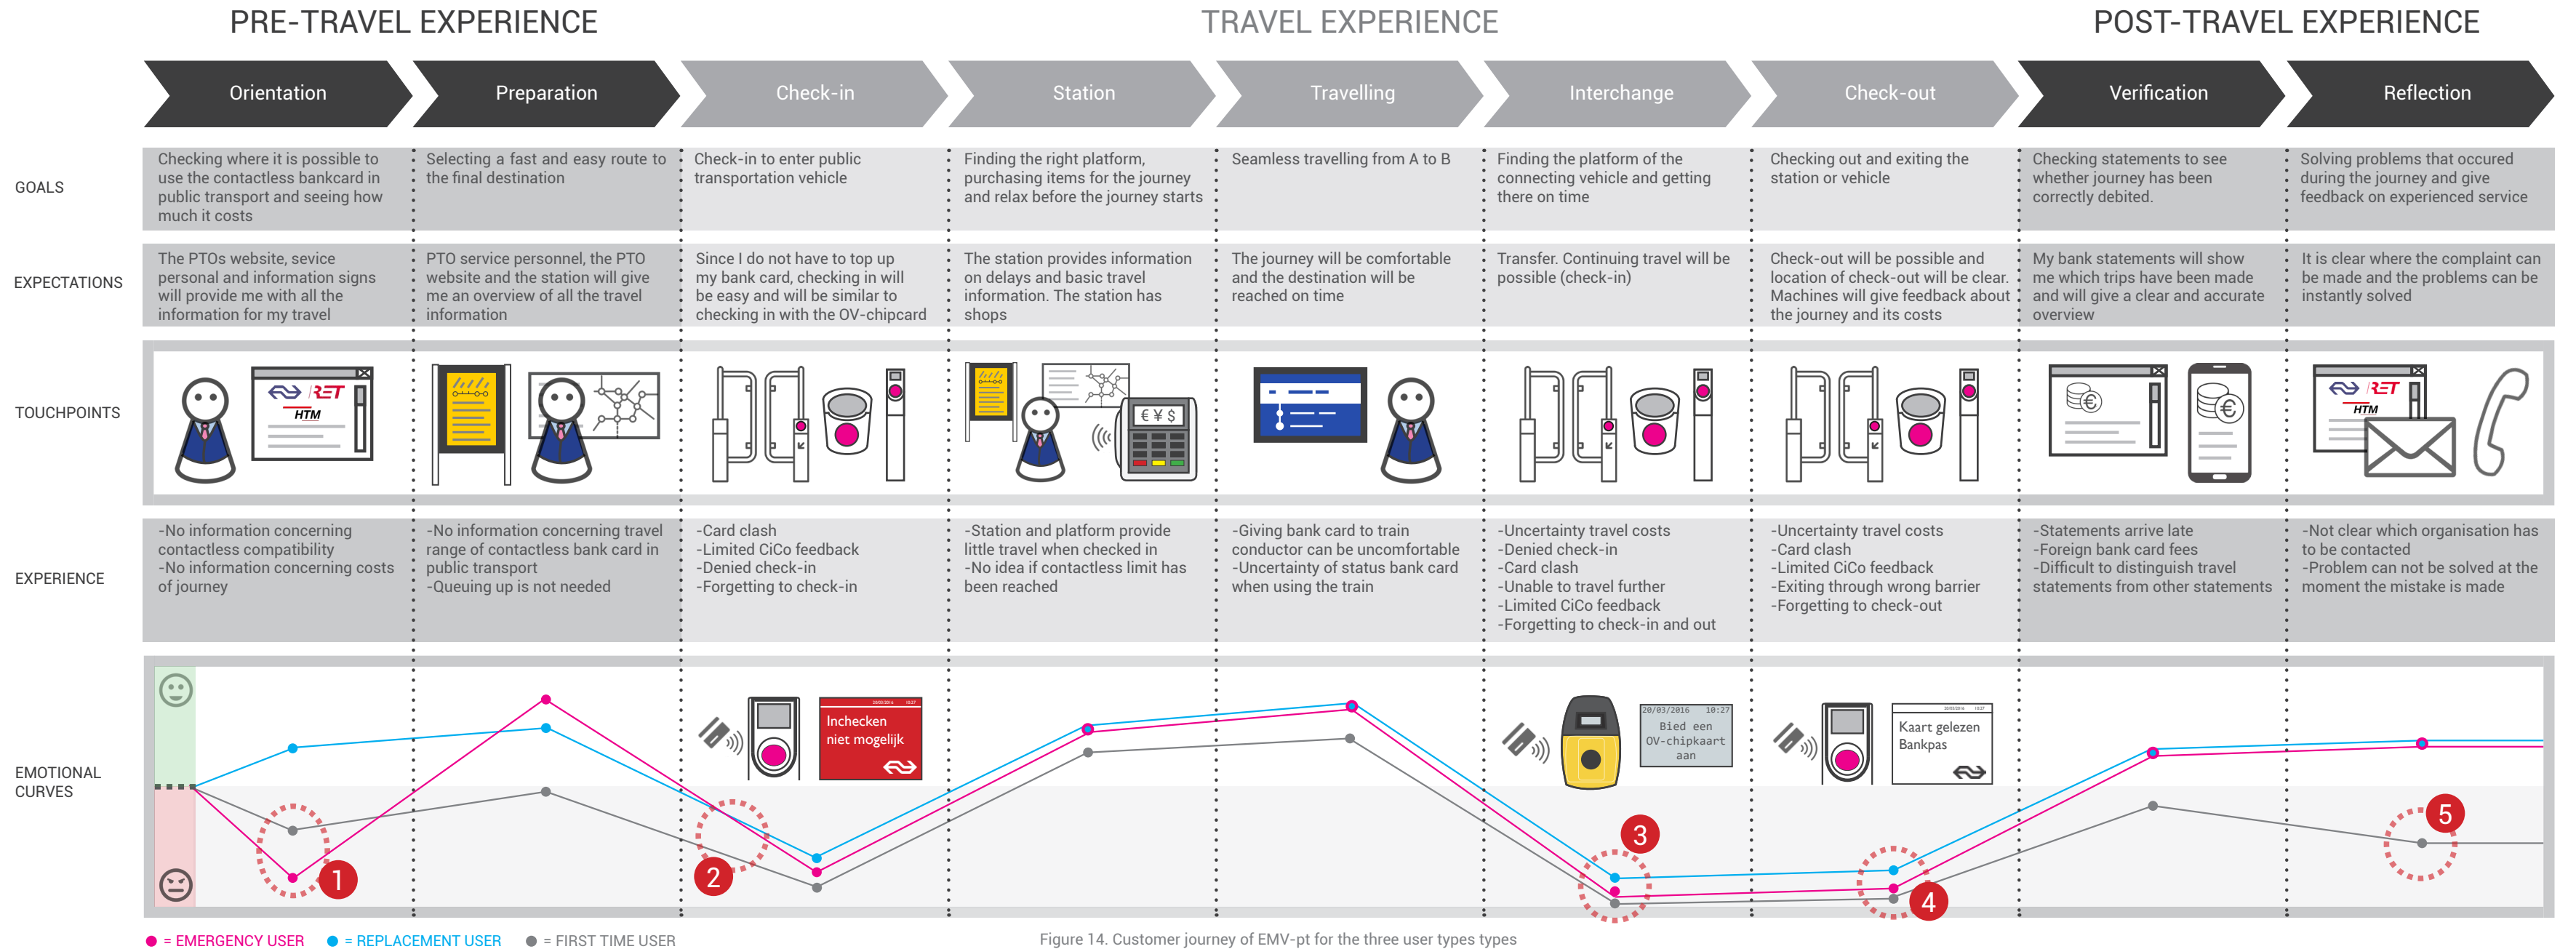 PRE-TRAVEL EXPERIENCE
TRAVEL EXPERIENCE
POST-TRAVEL EXPERIENCE
Orientation
Preparation
Check-in
Station
Travelling
Interchange
Check-out
Verification
Reflection
GOALS
Checking where it is possible to
use the contactless bankcard in
public transport and seeing how
much it costs
Selecting a fast and easy route to
the final destination
Check-in to enter public
transportation vehicle
Finding the right platform,
purchasing items for the journey
and relax before the journey starts
Seamless travelling from A to B
Finding the platform of the
connecting vehicle and getting
there on time
Checking out and exiting the
station or vehicle
Checking statements to see
whether journey has been
correctly debited.
Solving problems that occured
during the journey and give
feedback on experienced service
EXPECTATIONS
The PTOs website, sevice
personal and information signs
will provide me with all the
information for my travel
PTO service personnel, the PTO
website and the station will give
me an overview of all the travel
information
Since I do not have to top up
my bank card, checking in will
be easy and will be similar to
checking in with the OV-chipcard
The station provides information
on delays and basic travel
information. The station has
shops
The journey will be comfortable
and the destination will be
reached on time
Transfer. Continuing travel will be
possible (check-in)
Check-out will be possible and
location of check-out will be clear.
Machines will give feedback about
the journey and its costs
My bank statements will show
me which trips have been made
and will give a clear and accurate
overview
It is clear where the complaint can
be made and the problems can be
instantly solved
TOUCHPOINTS
RET
HTM
€ ¥ $
€
€
RET
HTM
EXPERIENCE
-No information concerning
contactless compatibility
-No information concerning costs
of journey
-No information concerning travel
range of contactless bank card in
public transport
-Queuing up is not needed
-Card clash
-Limited CiCo feedback
-Denied check-in
-Forgetting to check-in
-Station and platform provide
little travel when checked in
-No idea if contactless limit has
been reached
-Giving bank card to train
conductor can be uncomfortable
-Uncertainty of status bank card
when using the train
-Uncertainty travel costs
-Denied check-in
-Card clash
-Unable to travel further
-Limited CiCo feedback
-Forgetting to check-in and out
-Uncertainty travel costs
-Card clash
-Limited CiCo feedback
-Exiting through wrong barrier
-Forgetting to check-out
-Statements arrive late
-Foreign bank card fees
-Difficult to distinguish travel
statements from other statements
-Not clear which organisation has
to be contacted
-Problem can not be solved at the
moment the mistake is made
EMOTIONAL
CURVES
20/03/2016 10:27
Inchecken
niet mogelijk
20/03/2016 10:27
Bied een
OV-chipkaart
aan
20/03/2016 10:27
Kaart gelezen
Bankpas
1
2
3
4
5
= EMERGENCY USER
= REPLACEMENT USER
= FIRST TIME USER
Figure 14. Customer journey of EMV-pt for the three user types types